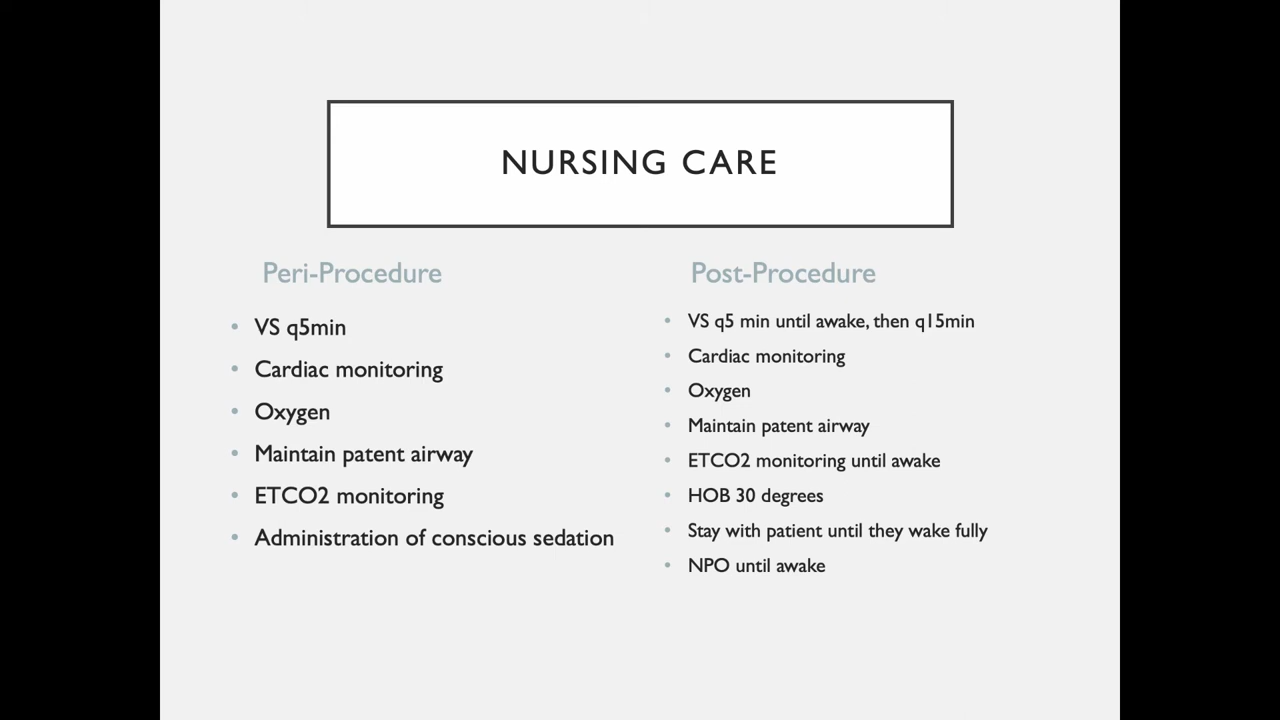 NURSING CARE
Peri-Procedure
• VS q5min
• Cardiac monitoring
• Oxygen
• Maintain patent airway
• ETCO2 monitoring
• Administration of conscious sedation
Post-Procedure
• VS q5 min until awake, then q15min
• Cardiac monitoring
• Oxygen
• Maintain patent airway
• ETCO2 monitoring until awake
• HOB 30 degrees
• Stay with patient until they wake fully
• NPO until awake